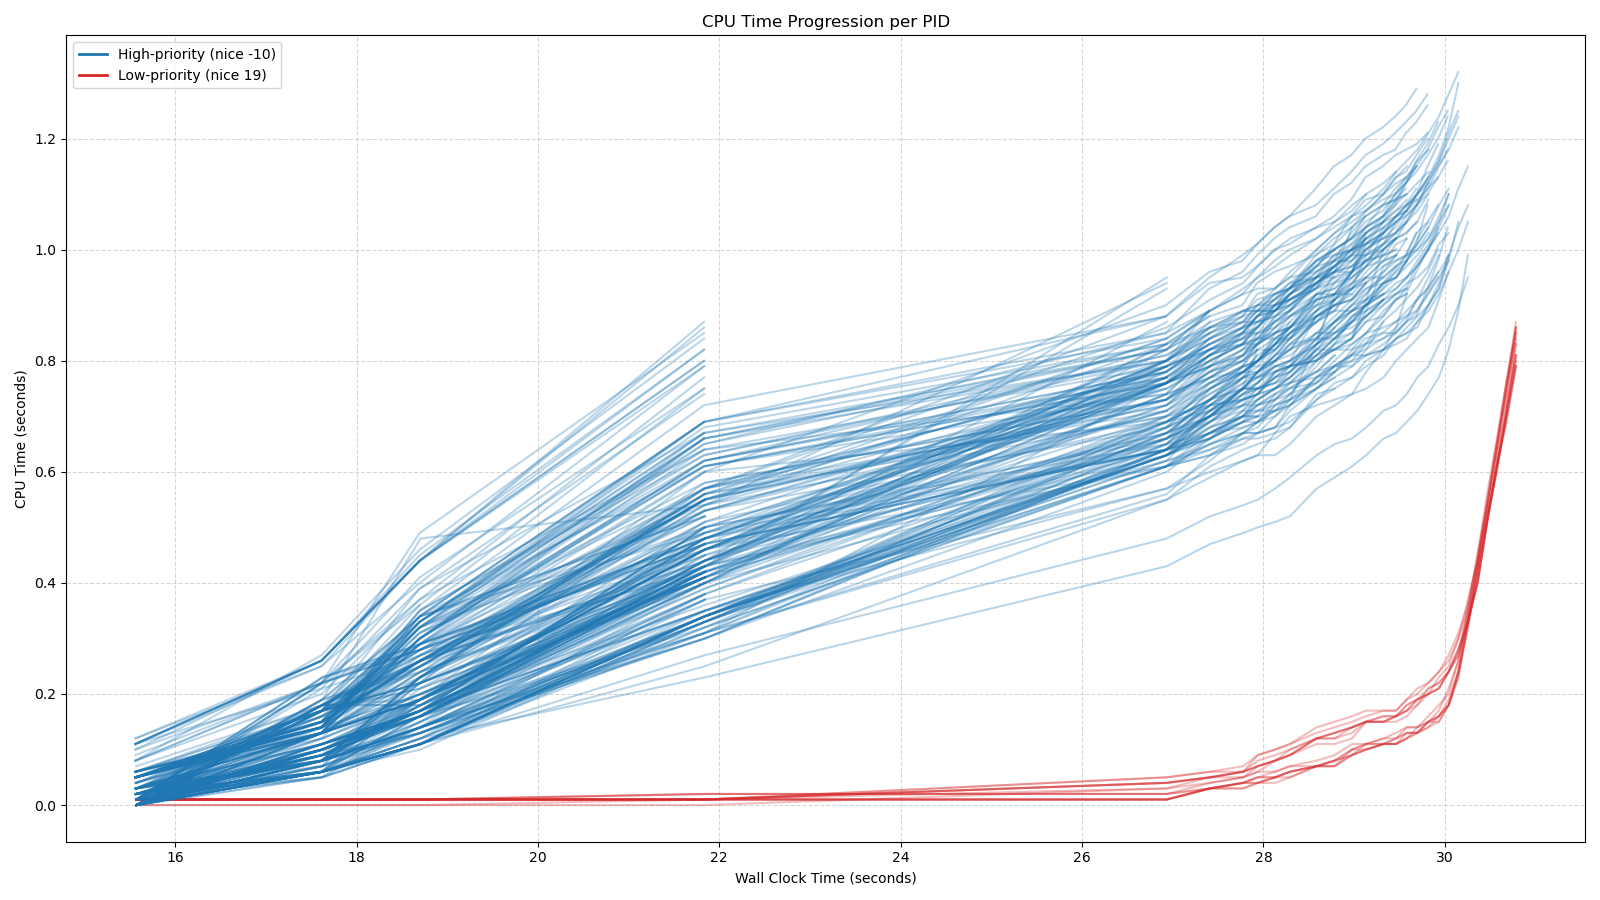 CPU Time Progression per PID
High-priority (nice -10)
Low-priority (nice 19)
CPU Time (seconds)
1.2
1.0
0.8
0.6
0.4
0.2
0.0
16 18 20 22 24 26 28 30
Wall Clock Time (seconds)